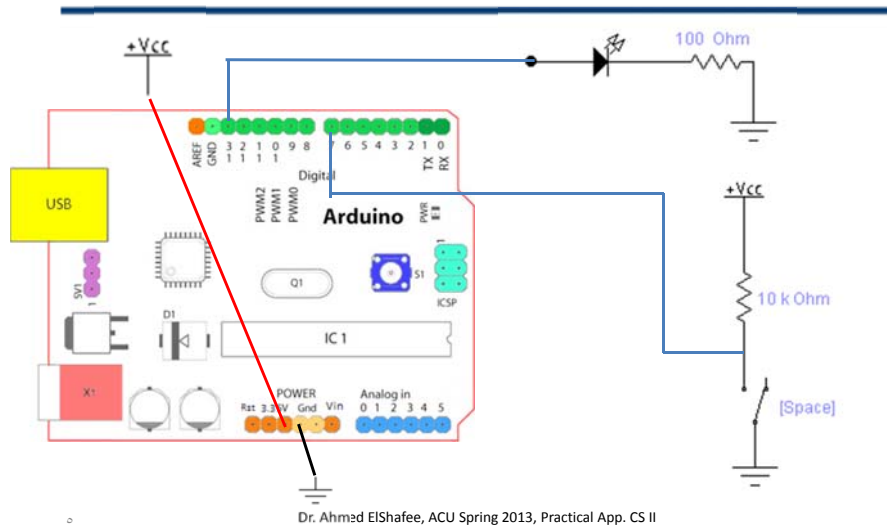 +Vcc
100 Ohm
AREF
GND
13
12
11
10
9
8
7
6
5
4
3
2
1
0
TX
RX
Digital
USB
PWM2
PWM1
PWM0
Arduino
PWR
+Vcc
SV1
1
Q1
S1
1
ICSP
10 k Ohm
D1
IC 1
X1
POWER
Analog in
Rst 3.3 5V Gnd Vin
0 1 2 3 4 5
[Space]
Dr. Ahmed ElShafee, ACU Spring 2013, Practical App. CS II